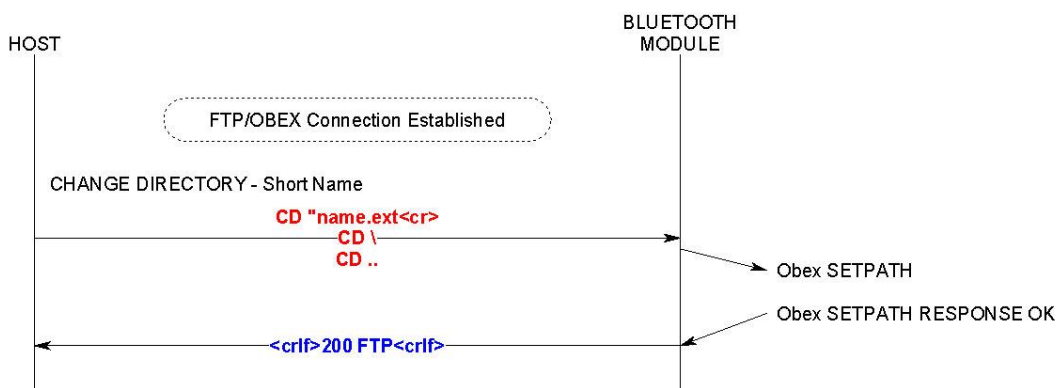 HOST
BLUETOOTH
MODULE
FTP/OBEX Connection Established
CHANGE DIRECTORY - Short Name
CD "name.ext<cr>
CD \
CD ..
Obex SETPATH
Obex SETPATH RESPONSE OK
<crlf>200 FTP<crlf>